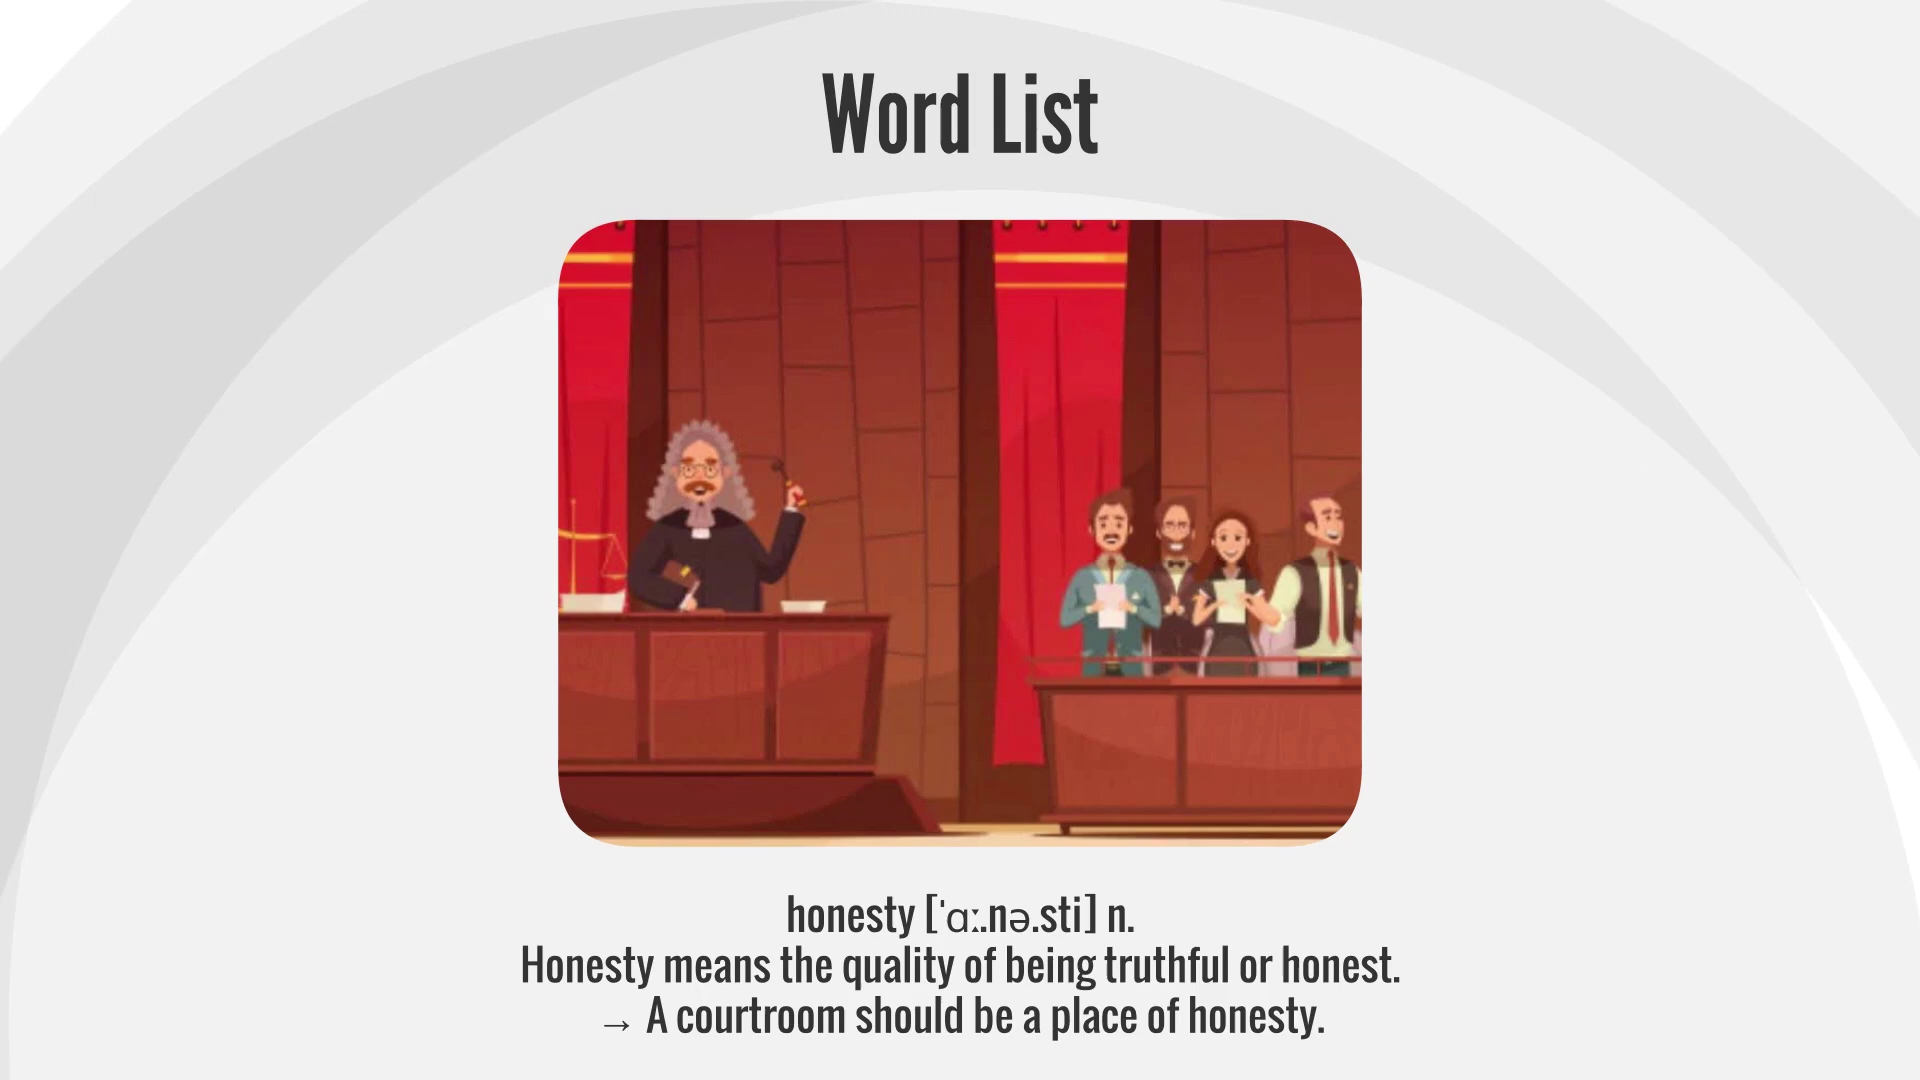 Word List
honesty [ˈɑː.nə.sti] n.
Honesty means the quality of being truthful or honest.
→ A courtroom should be a place of honesty.